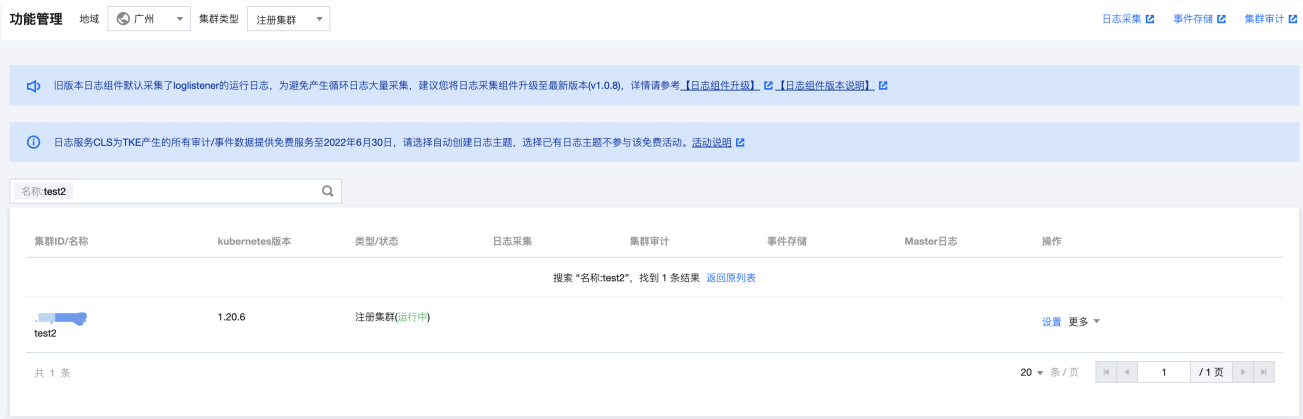 功能管理 地域 广州 集群类型 注册集群 日志采集 事件存储 集群审计
旧版本日志组件默认采集了loglistener的运行日志，为避免产生循环日志大量采集，建议您将日志采集组件升级至最新版本(v1.0.8)，详情请参考【日志组件升级】 【日志组件版本说明】
日志服务CLS为TKE产生的所有审计/事件数据提供免费服务至2022年6月30日，请选择自动创建日志主题，选择已有日志主题不参与该免费活动。活动说明
名称:test2
集群ID/名称 kubernetes版本 类型/状态 日志采集 集群审计 事件存储 Master日志 操作
搜索 “名称:test2”，找到 1 条结果 返回原列表
1.20.6 注册集群(运行中) 设置 更多
test2
共 1 条 20 条 / 页 1 / 1 页